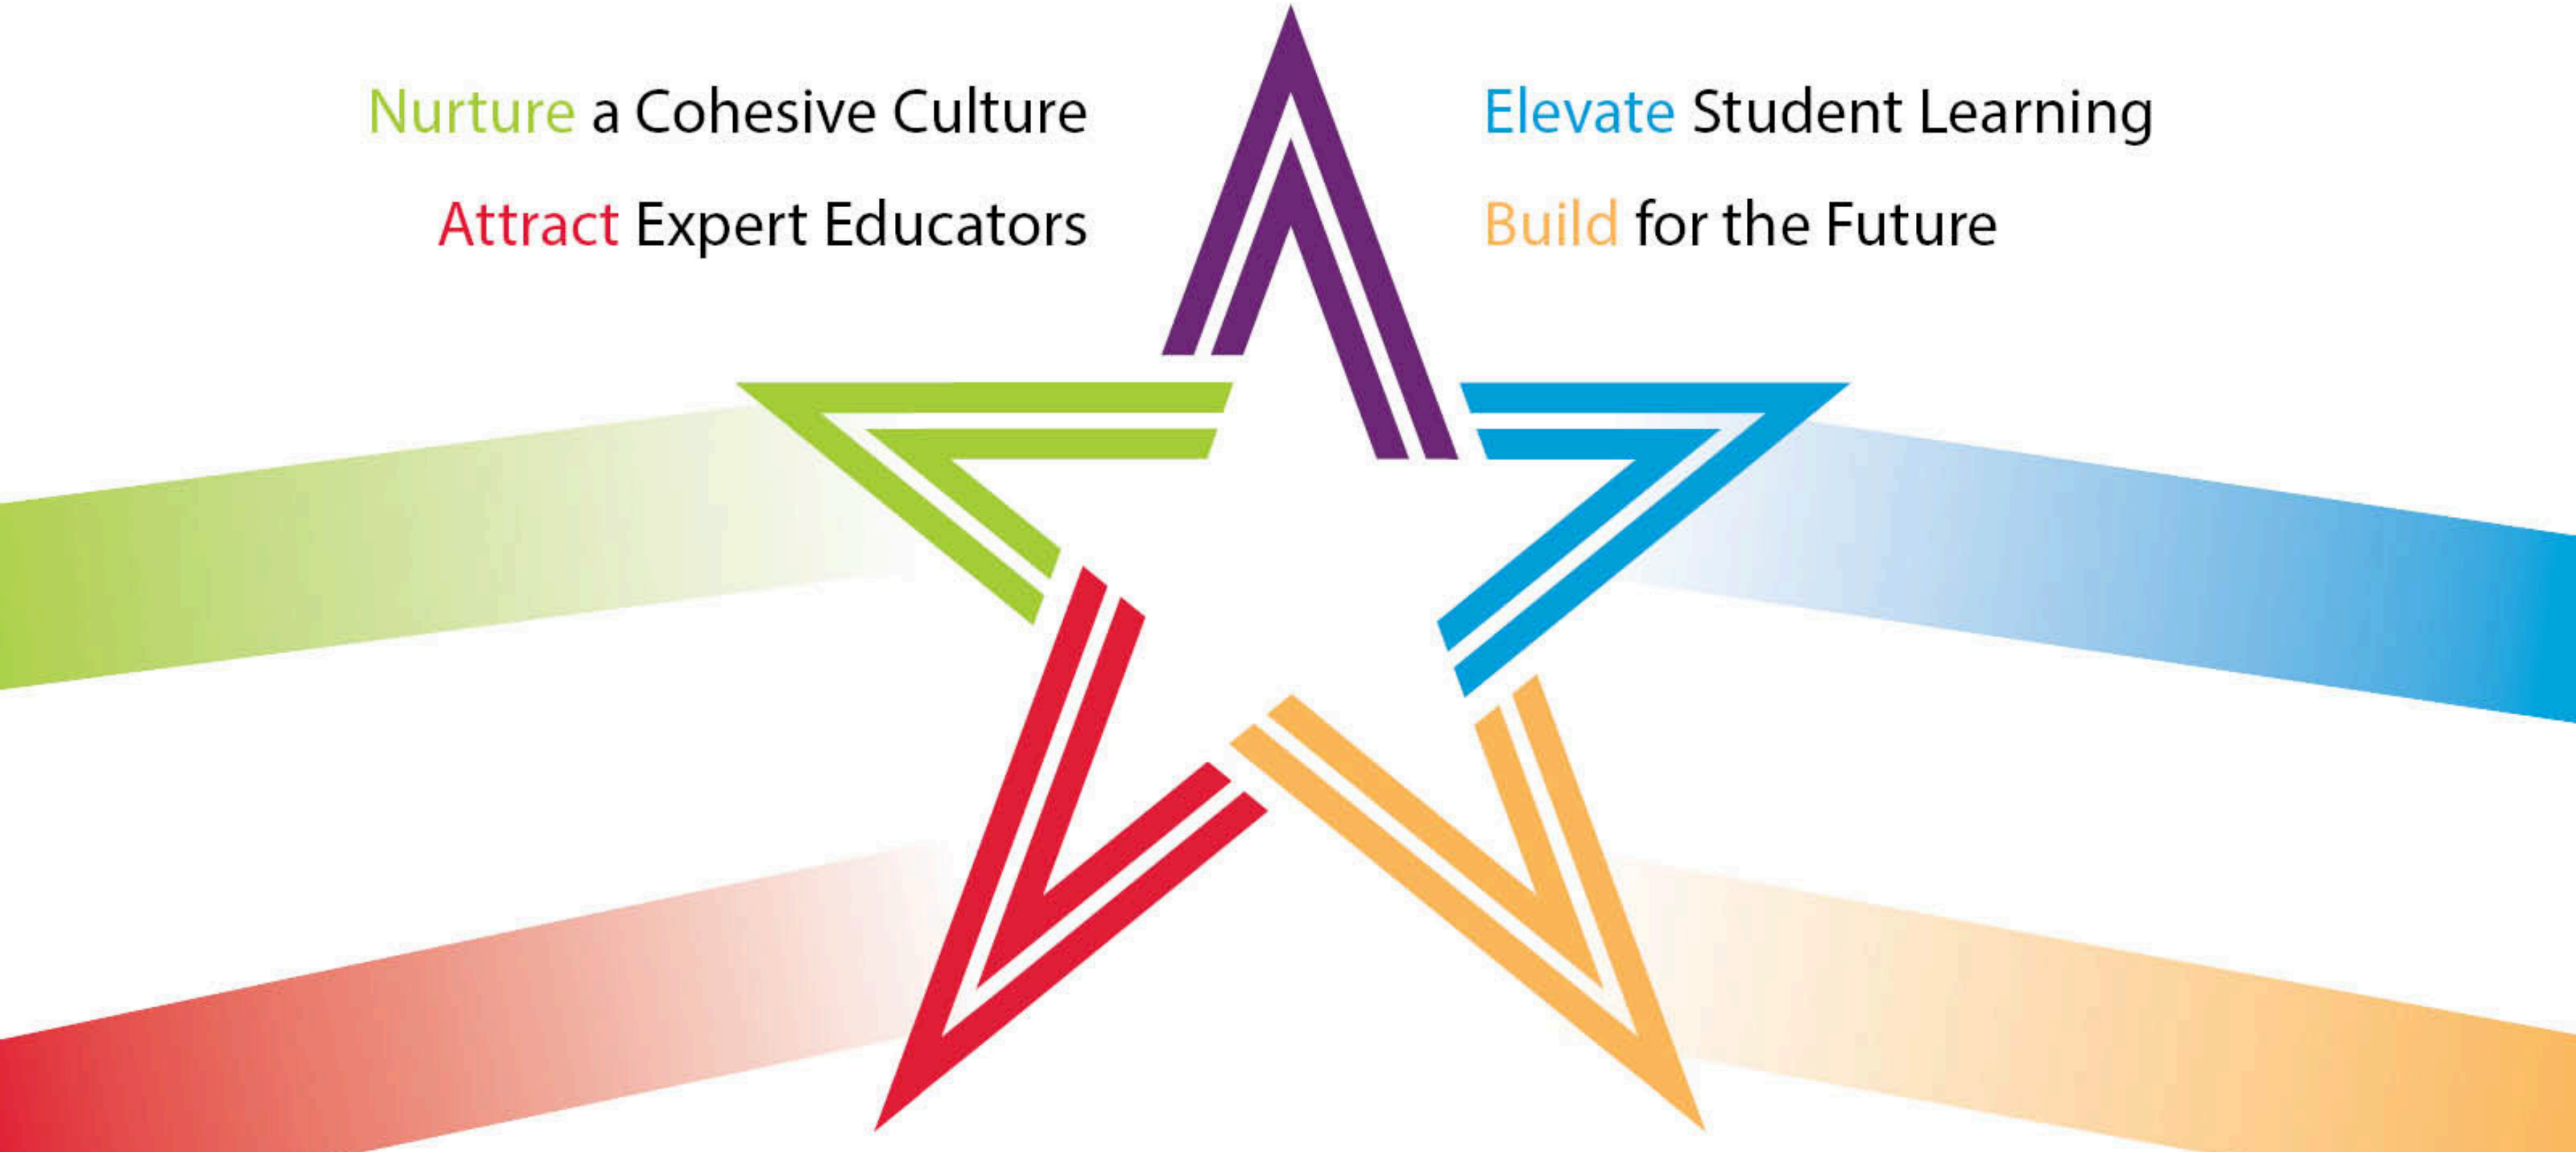 Nurture a Cohesive Culture
Attract Expert Educators
Elevate Student Learning
Build for the Future